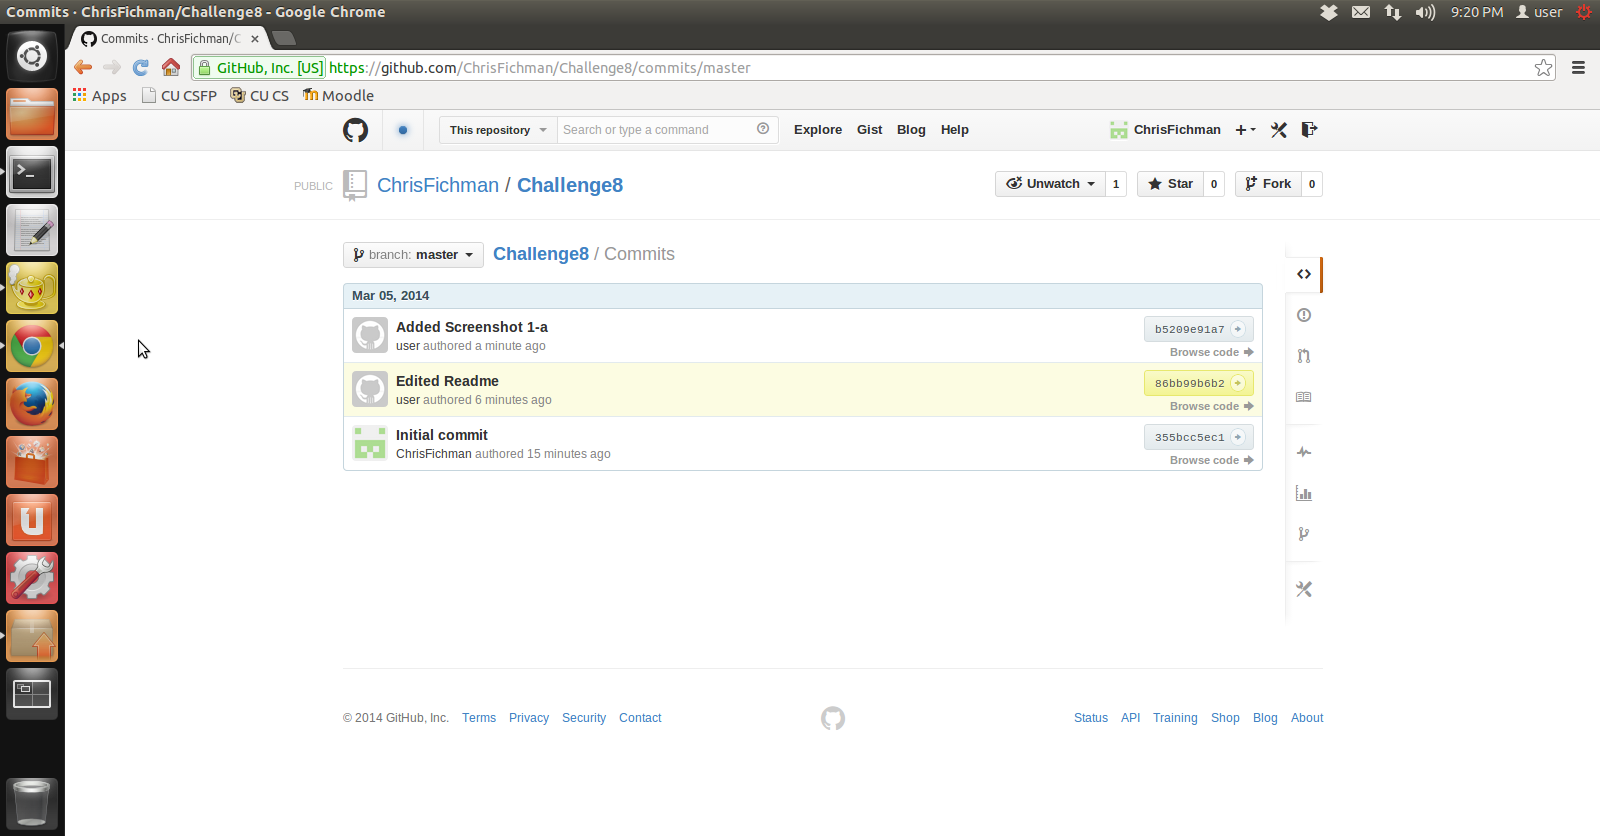 Commits · ChrisFichman/Challenge8 - Google Chrome
9:20 PM user
Commits · ChrisFichman/C
GitHub, Inc. [US] https://github.com/ChrisFichman/Challenge8/commits/master
Apps CU CSFP CU CS Moodle
This repository Search or type a command Explore Gist Blog Help ChrisFichman
PUBLIC ChrisFichman / Challenge8 Unwatch 1 Star 0 Fork 0
branch: master Challenge8 / Commits
Mar 05, 2014
Added Screenshot 1-a
b5209e91a7
user authored a minute ago
Browse code
Edited Readme
86bb99b6b2
user authored 6 minutes ago
Browse code
Initial commit
355bcc5ec1
ChrisFichman authored 15 minutes ago
Browse code
© 2014 GitHub, Inc. Terms Privacy Security Contact Status API Training Shop Blog About